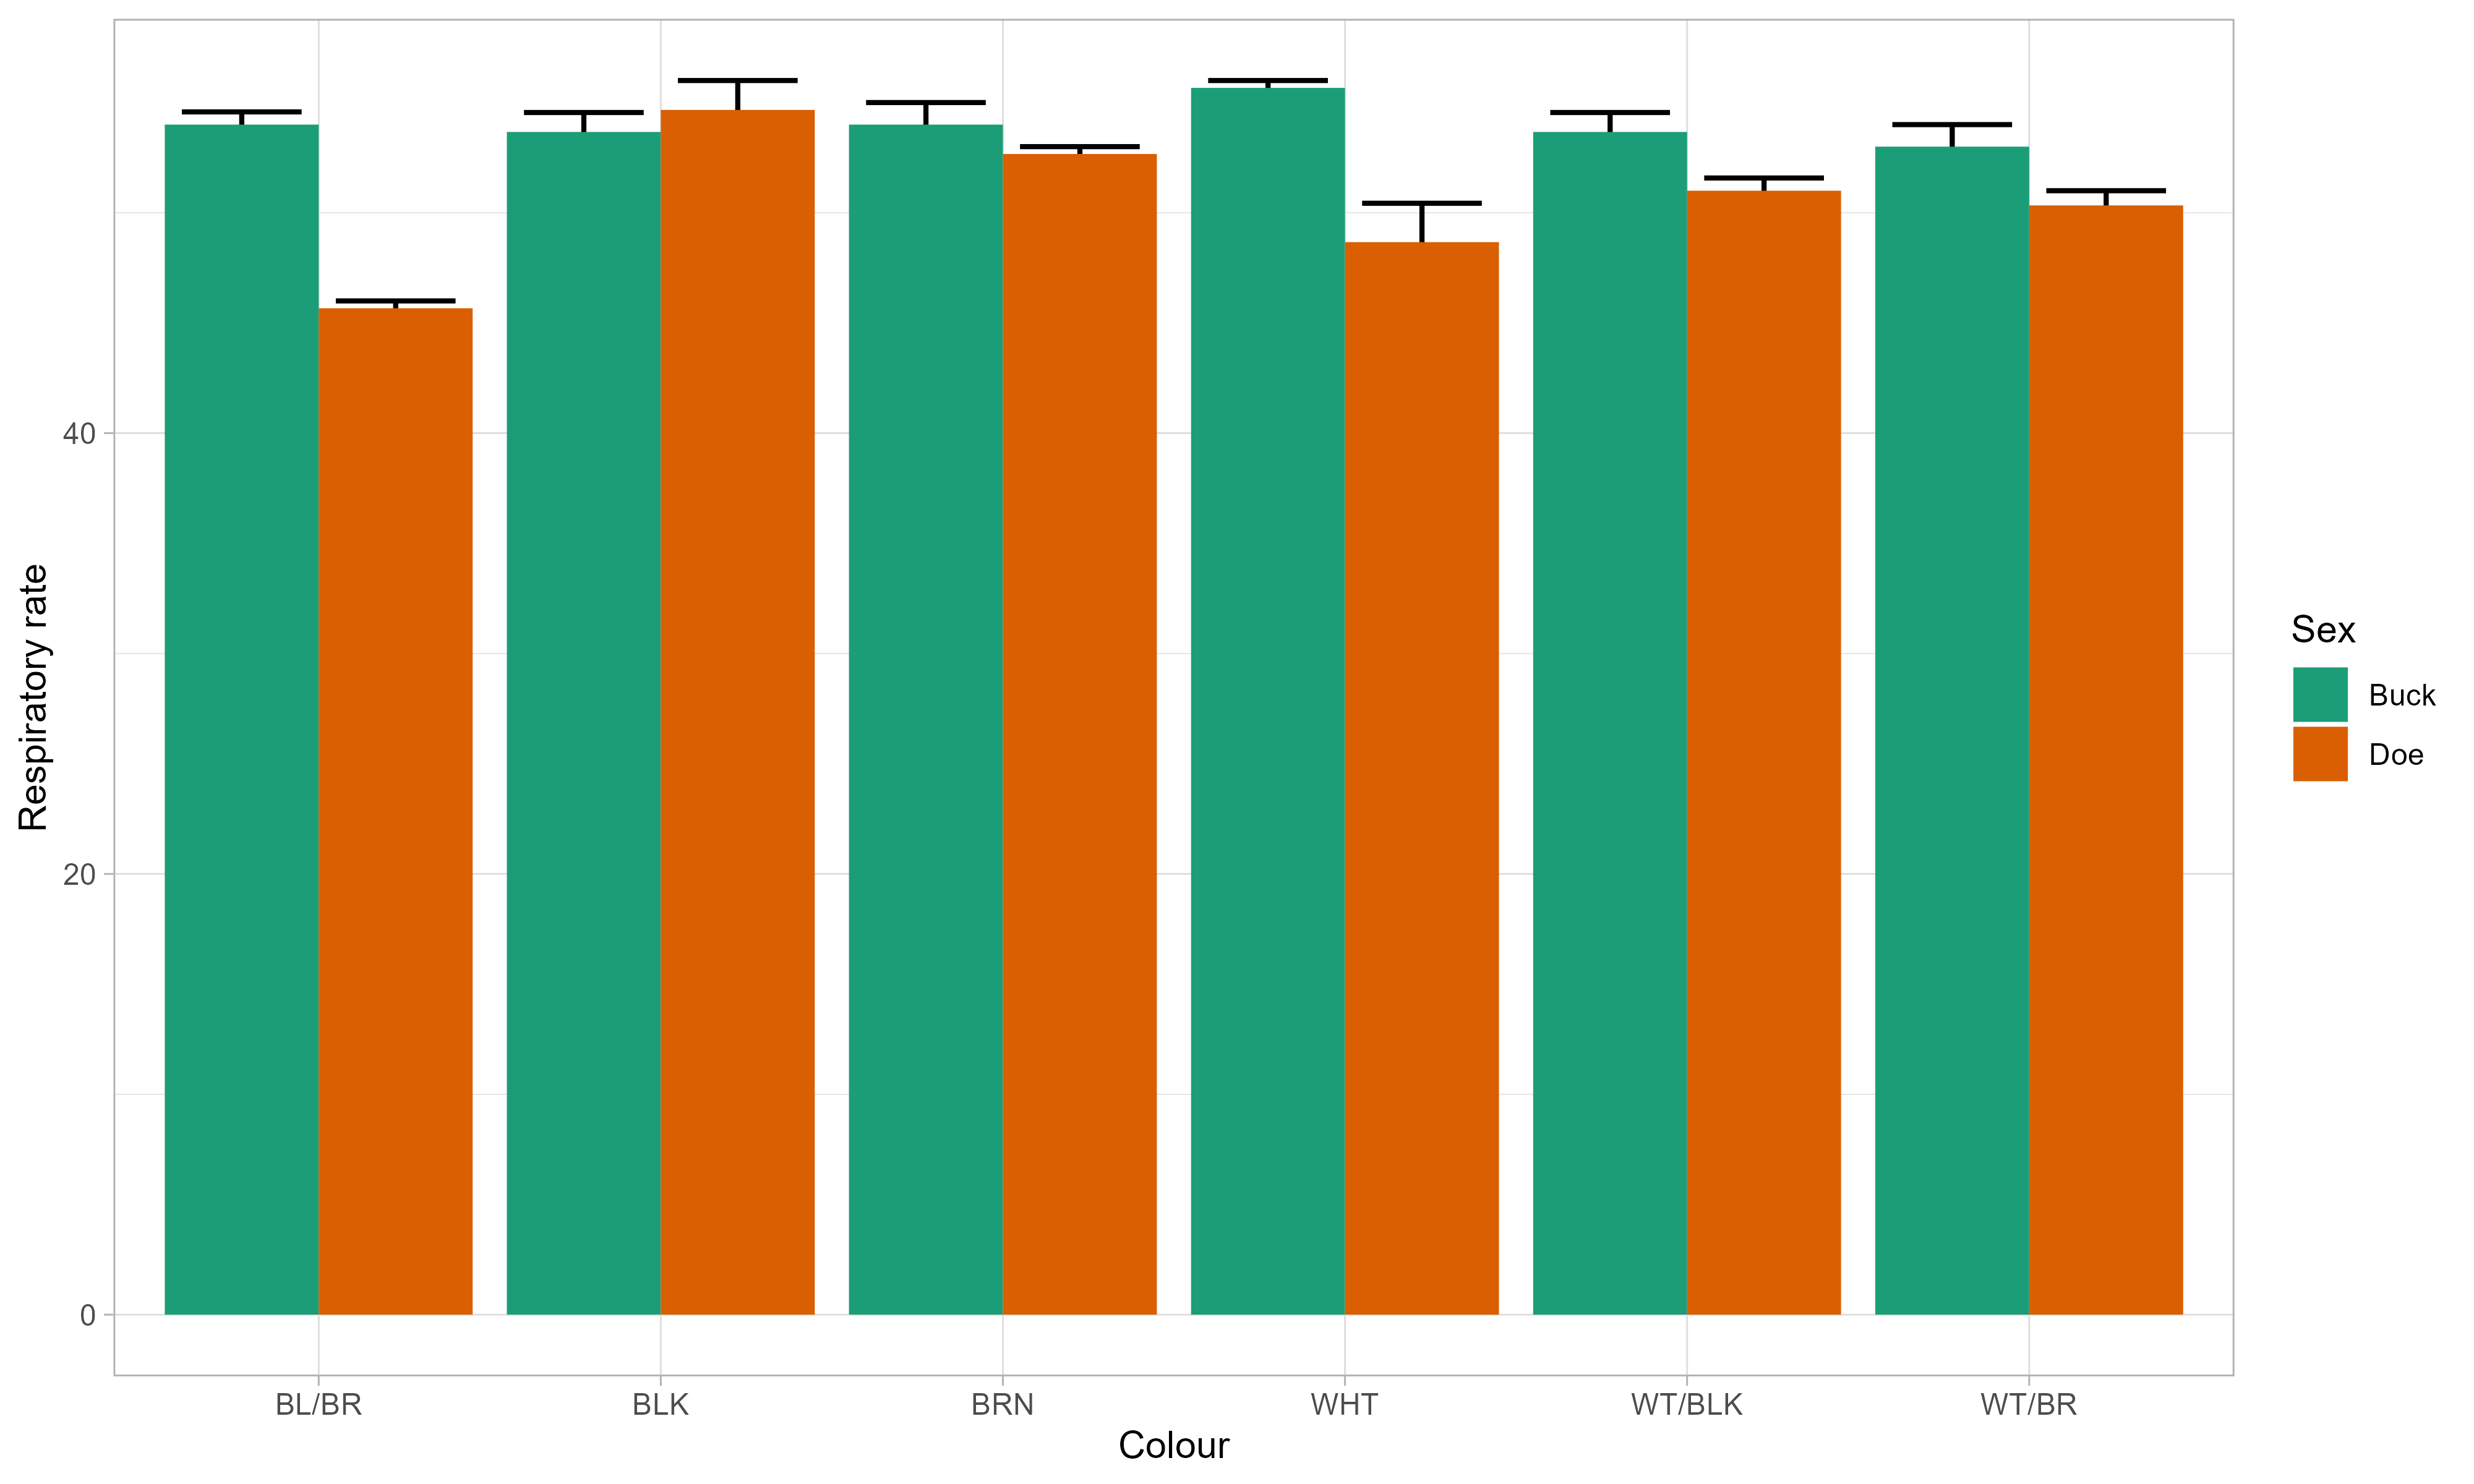 Respiratory rate
40
20
0
BL/BR BLK BRN WHT WT/BLK WT/BR
Colour
Sex
Buck
Doe